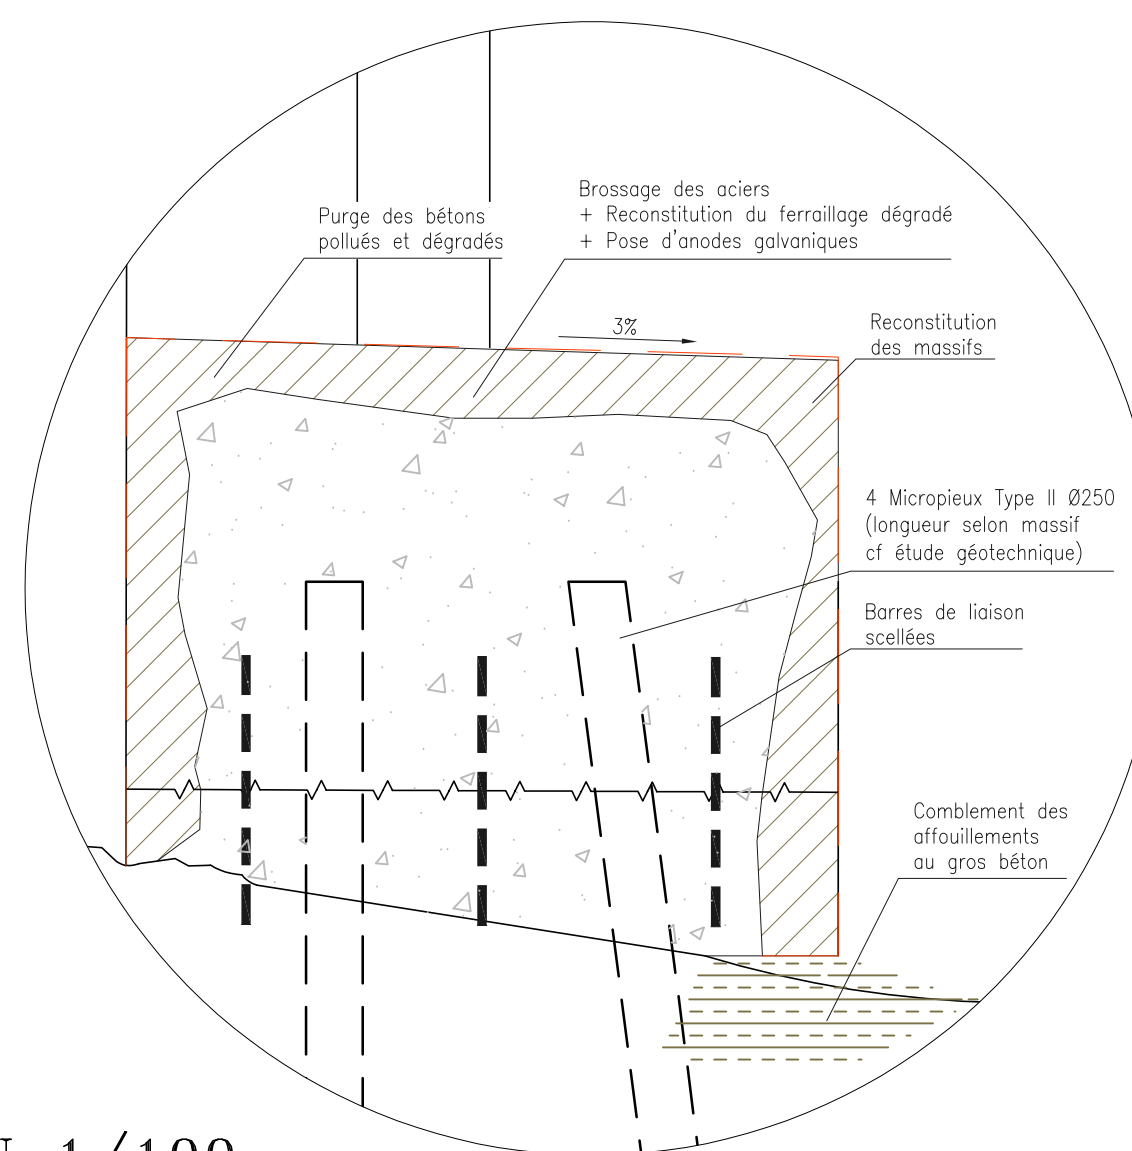 Brossage des aciers
+ Reconstitution du ferraillage dégradé
+ Pose d'anodes galvaniques
Purge des bétons
pollués et dégradés
3%
Reconstitution
des massifs
4 Micropieux Type II Ø250
(longueur selon massif
cf étude géotechnique)
Barres de liaison
scellées
Comblement des
affouillements
au gros béton
1/100